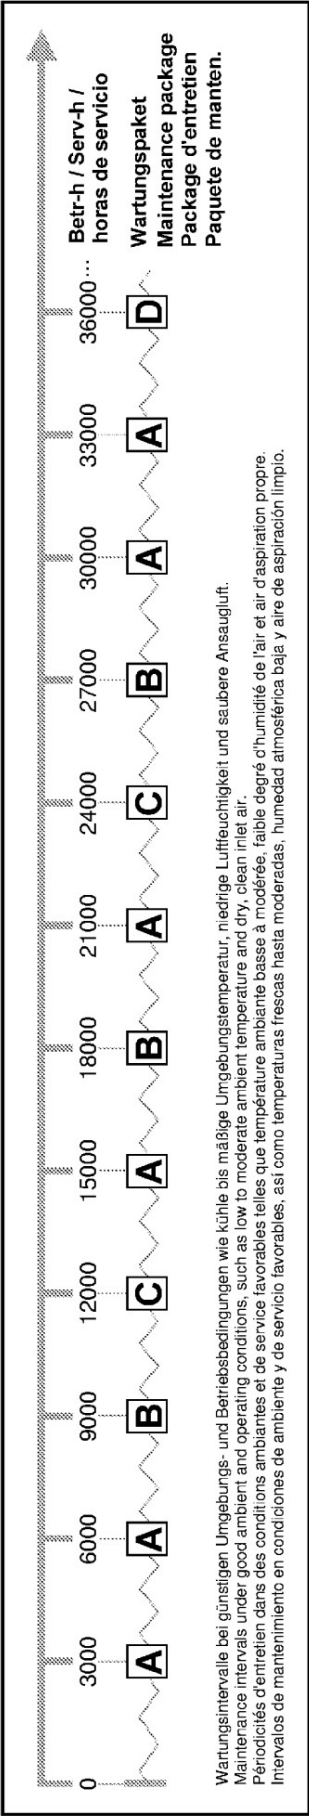 0 3000 6000 9000 12000 15000 18000 21000 24000 27000 30000 33000 36000 ... Betr-h / Serv-h /
horas de servicio
A A B C A B A C B A A D Wartungspaket
Maintenance package
Package d'entretien
Paquete de manten.
Wartungsintervalle bei günstigen Umgebungs- und Betriebsbedingungen wie kühle bis mäßige Umgebungstemperatur, niedrige Luftfeuchtigkeit und saubere Ansaugluft.
Maintenance intervals under good ambient and operating conditions, such as low to moderate ambient temperature and dry, clean inlet air.
Périodicités d'entretien dans des conditions ambiantes et de service favorables telles que température ambiante basse à modérée, faible degré d'humidité de l'air et air d'aspiration propre.
Intervalos de mantenimiento en condiciones de ambiente y de servicio favorables, así como temperaturas frescas hasta moderadas, humedad atmosférica baja y aire de aspiración limpio.